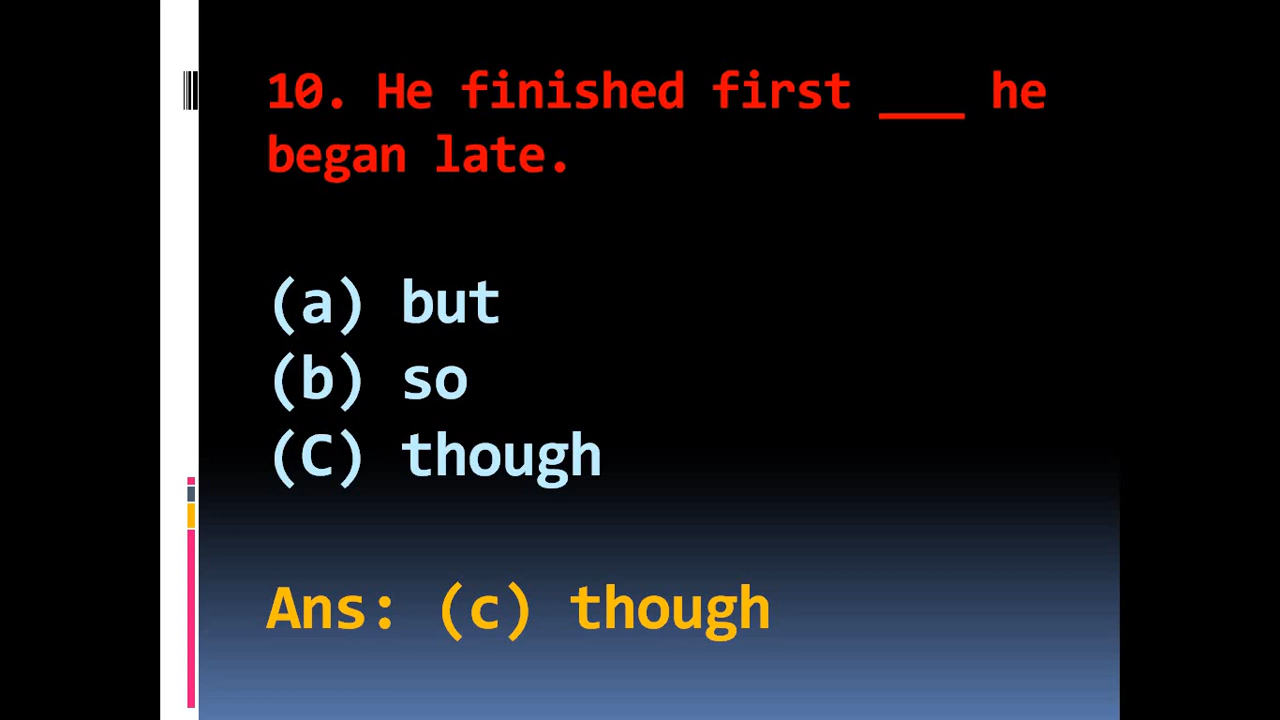 10. He finished first ___ he
began late.
(a) but
(b) so
(C) though
Ans: (c) though